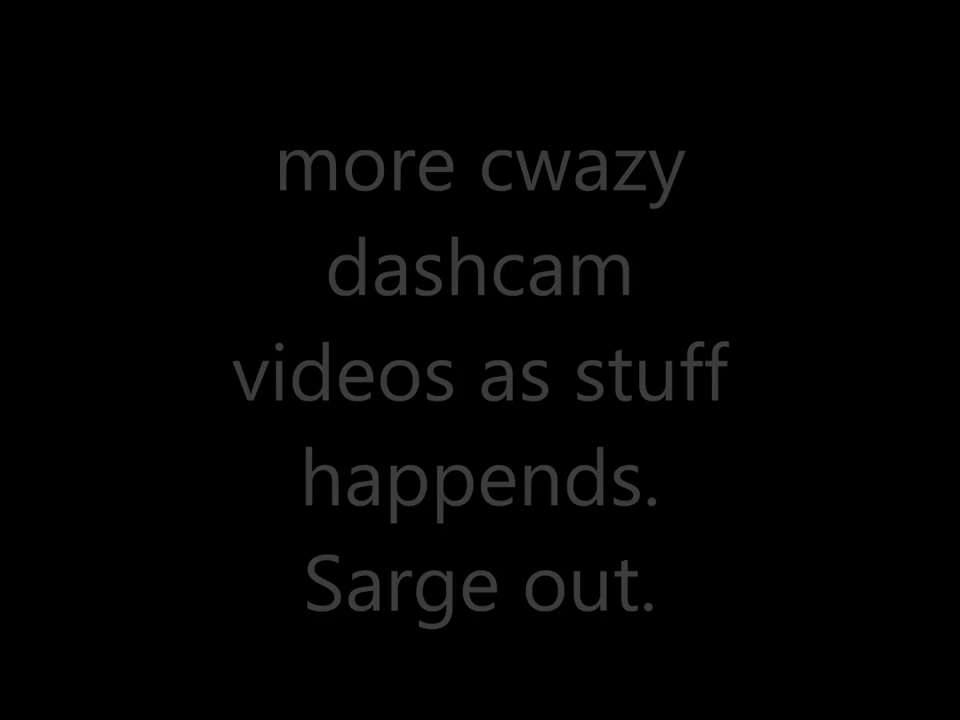 more cwazy
dashcam
videos as stuff
happends.
Sarge out.